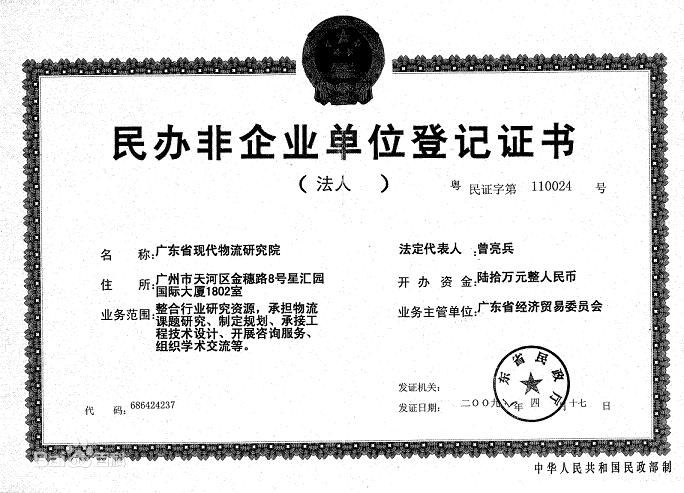 民办非企业单位登记证书
（法人　）
粤 民证字第 110024 号
名 称：广东省现代物流研究院
法定代表人：曾亮兵
住 所：广州市天河区金穗路8号星汇园
国际大厦1802室
开办资金：陆拾万元整人民币
业务范围：整合行业研究资源，承担物流
课题研究、制定规划、承接工
程技术设计、开展咨询服务、
组织学术交流等。
业务主管单位：广东省经济贸易委员会
代 码：686424237
发证机关：
广东省民政厅
发证日期：二〇〇九年四月十七日
中华人民共和国民政部制